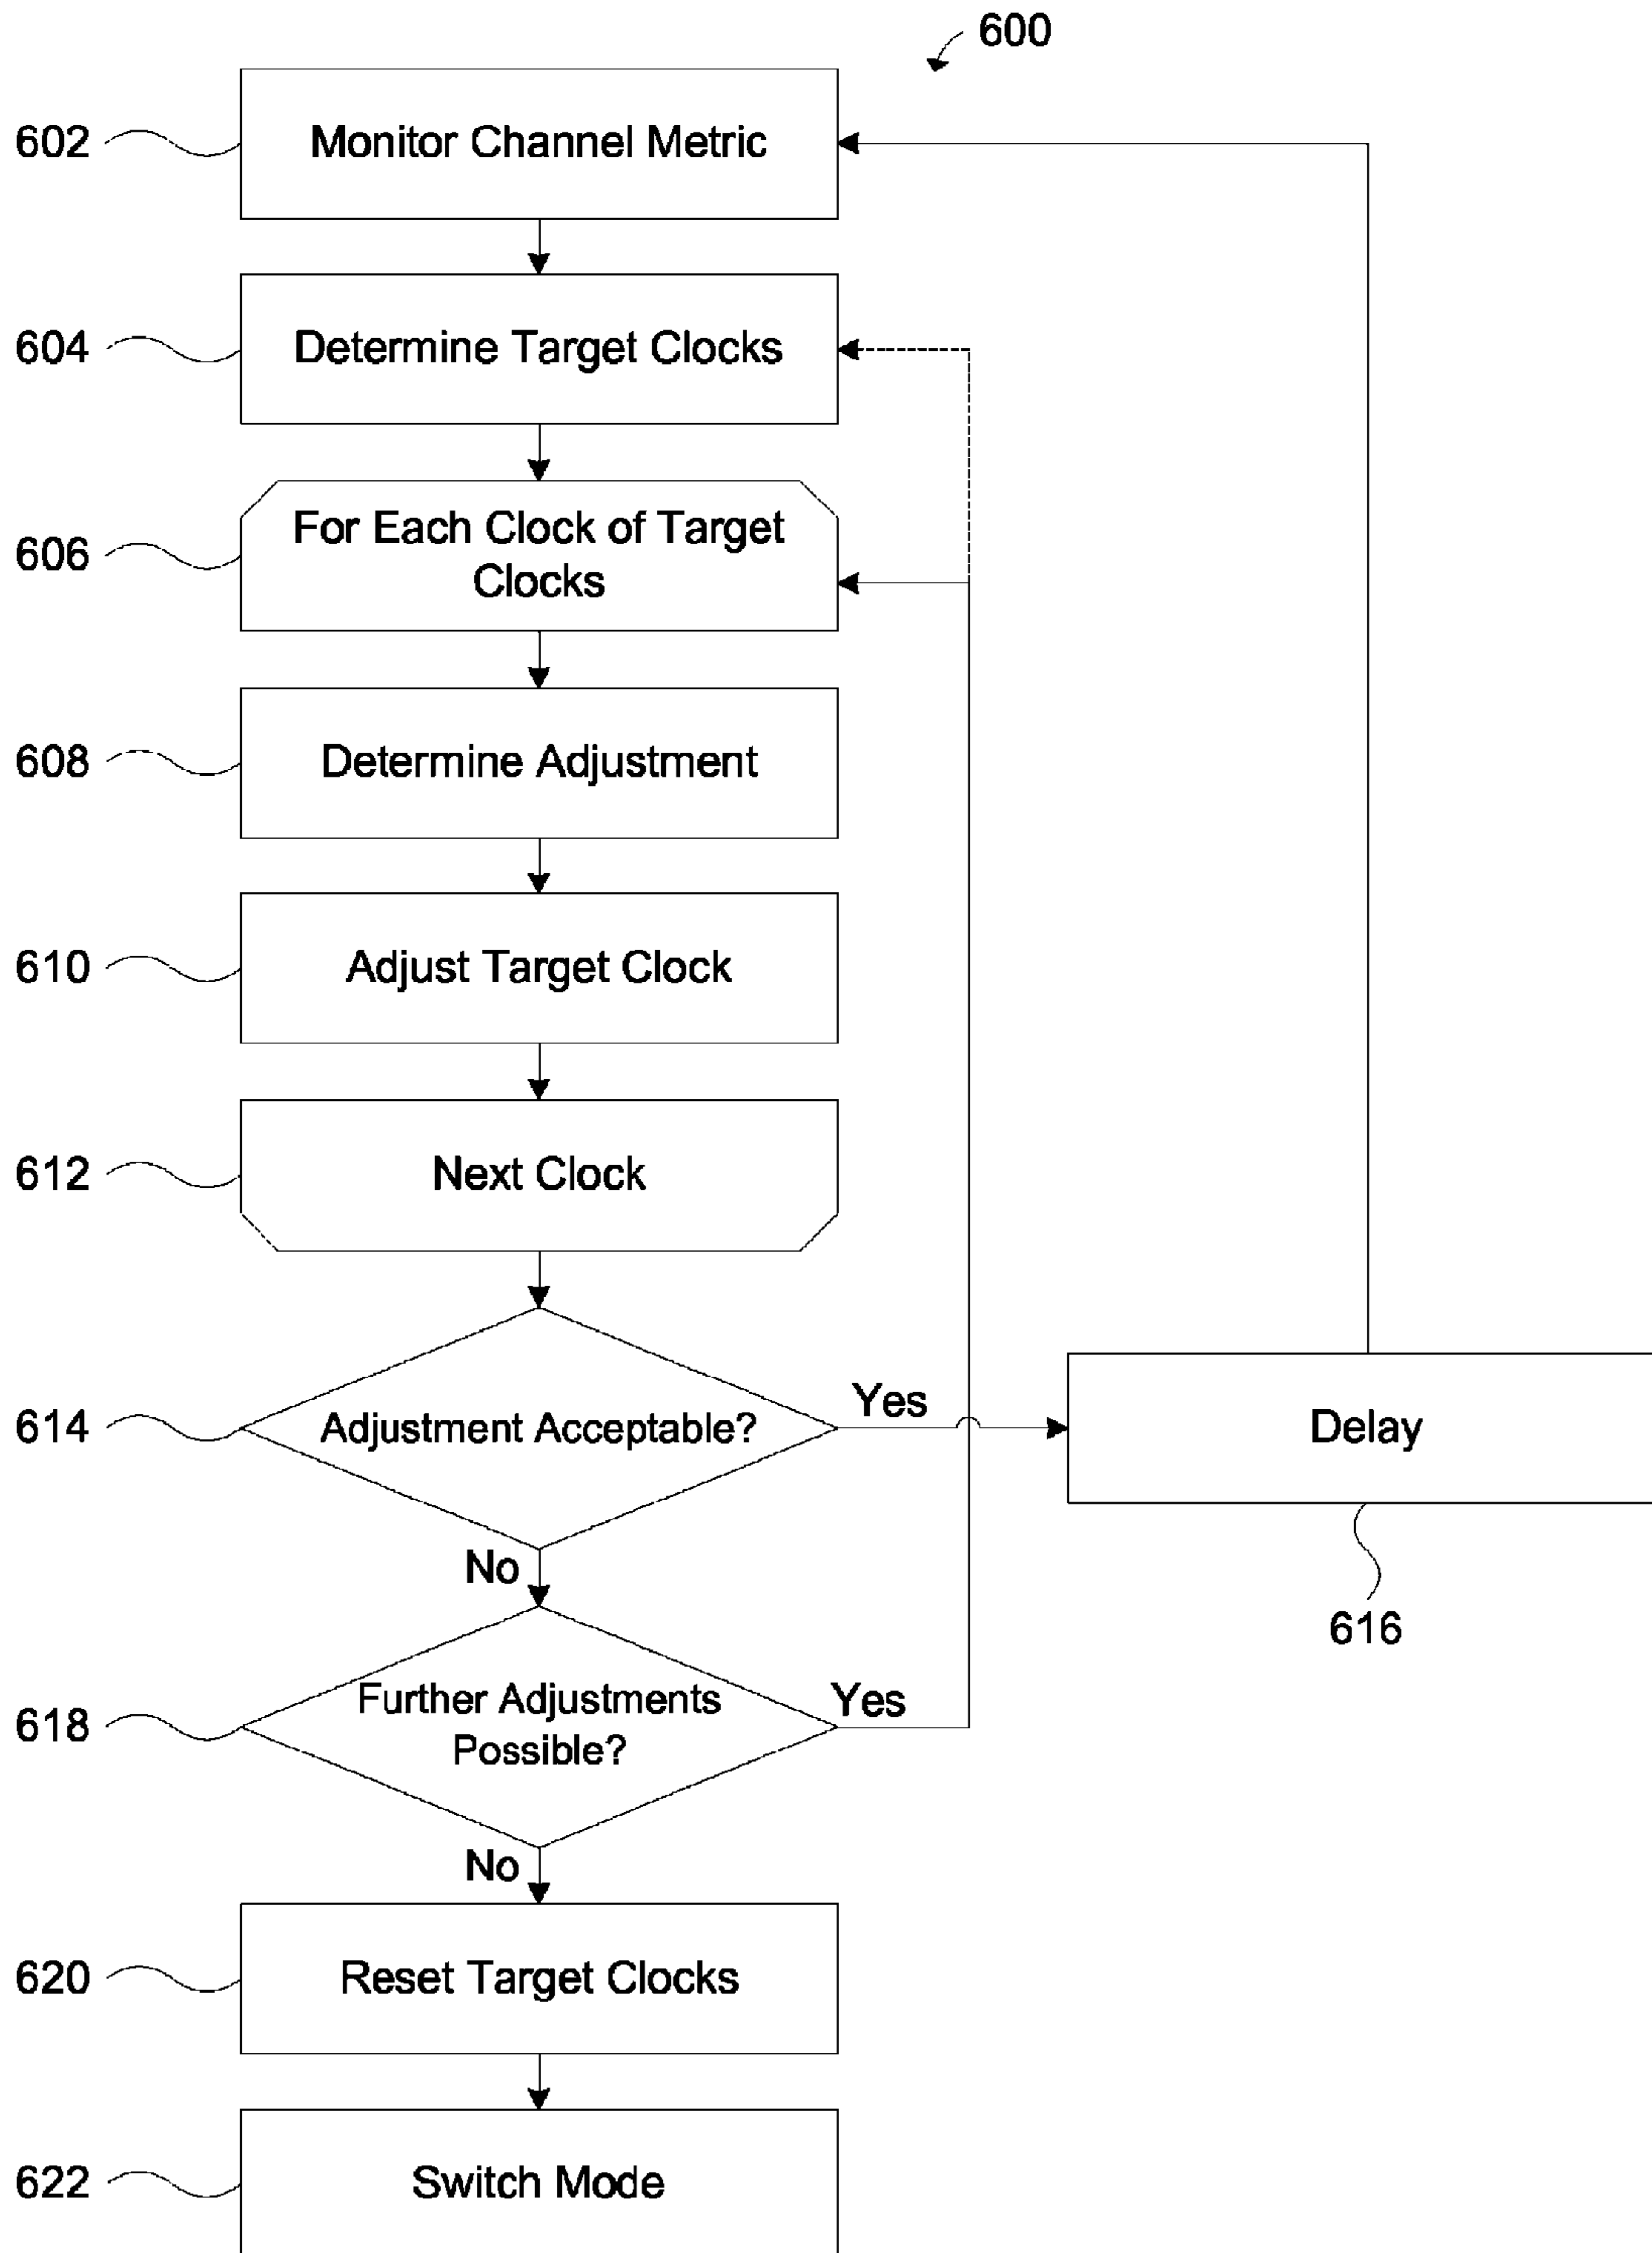 600
602
Monitor Channel Metric
604
Determine Target Clocks
606
For Each Clock of Target
Clocks
608
Determine Adjustment
610
Adjust Target Clock
612
Next Clock
614
Adjustment Acceptable?
Yes
Delay
616
No
618
Further Adjustments
Possible?
Yes
No
620
Reset Target Clocks
622
Switch Mode